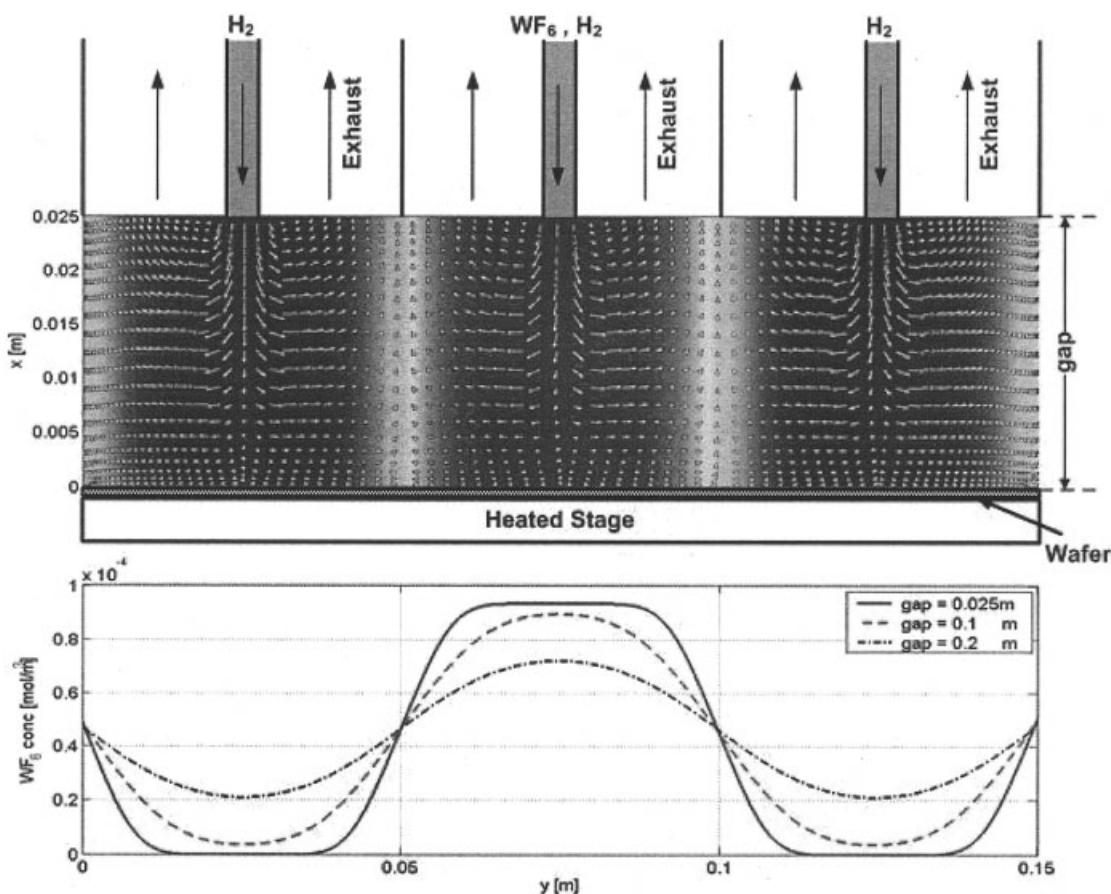 H₂ WF₆ , H₂ H₂
Exhaust Exhaust Exhaust
0.025
0.02
0.015
0.01
0.005
0
x [m]
gap
Heated Stage
Wafer
x 10⁻⁴
1
0.8
0.6
0.4
0.2
0
WF₆ conc [mol/m³]
gap = 0.025m
gap = 0.1 m
gap = 0.2 m
0 0.05 0.1 0.15
y [m]